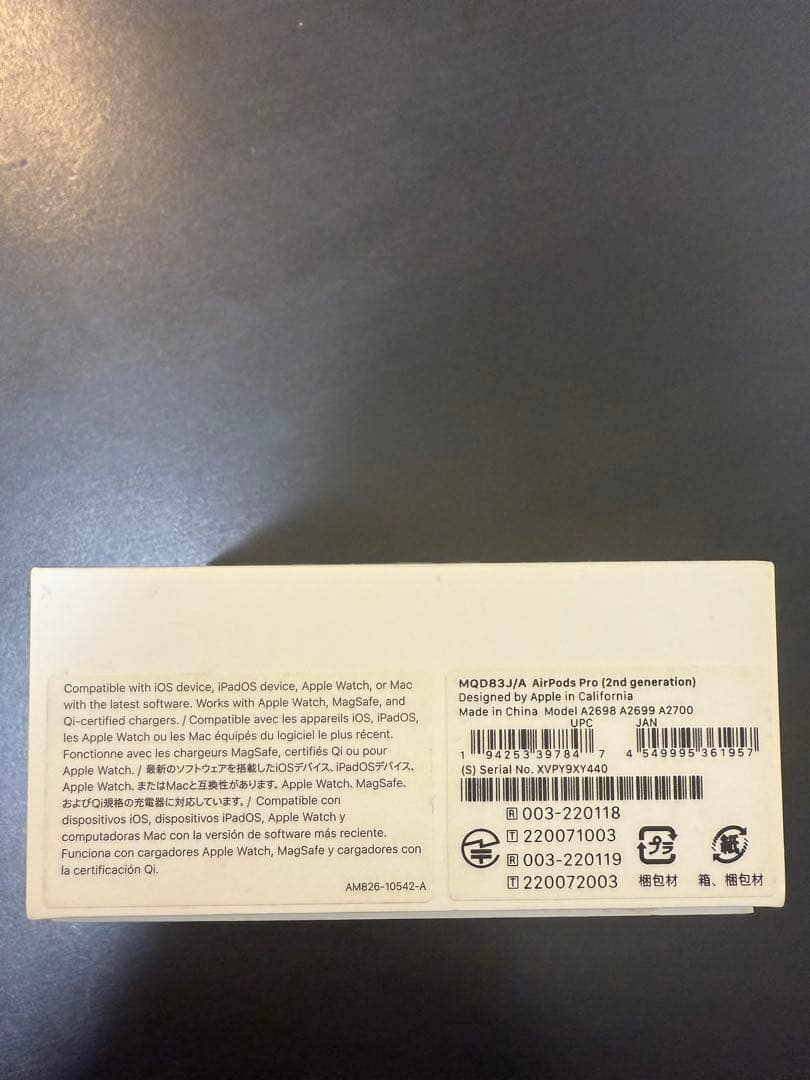 Compatible with iOS device, iPadOS device, Apple Watch, or Mac
with the latest software. Works with Apple Watch, MagSafe, and
Qi-certified chargers. / Compatible avec les appareils iOS, iPadOS,
les Apple Watch ou les Mac équipés du logiciel le plus récent.
Fonctionne avec les chargeurs MagSafe, certifiés Qi ou pour
Apple Watch. / 最新のソフトウェアを搭載したiOSデバイス、iPadOSデバイス、
Apple Watch、またはMacと互換性があります。Apple Watch、MagSafe、
およびQi規格の充電器に対応しています。/ Compatible con
dispositivos iOS, dispositivos iPadOS, Apple Watch y
computadoras Mac con la versión de software más reciente.
Funciona con cargadores Apple Watch, MagSafe y cargadores con
la certificación Qi.
AM826-10542-A
MQD83J/A AirPods Pro (2nd generation)
Designed by Apple in California
Made in China Model A2698 A2699 A2700
UPC JAN
1 94253 39784 7 4 549995 361957
(S) Serial No. XVPY9XY440
R 003-220118
T 220071003
R 003-220119
T 220072003
プラ 紙
梱包材 箱、梱包材